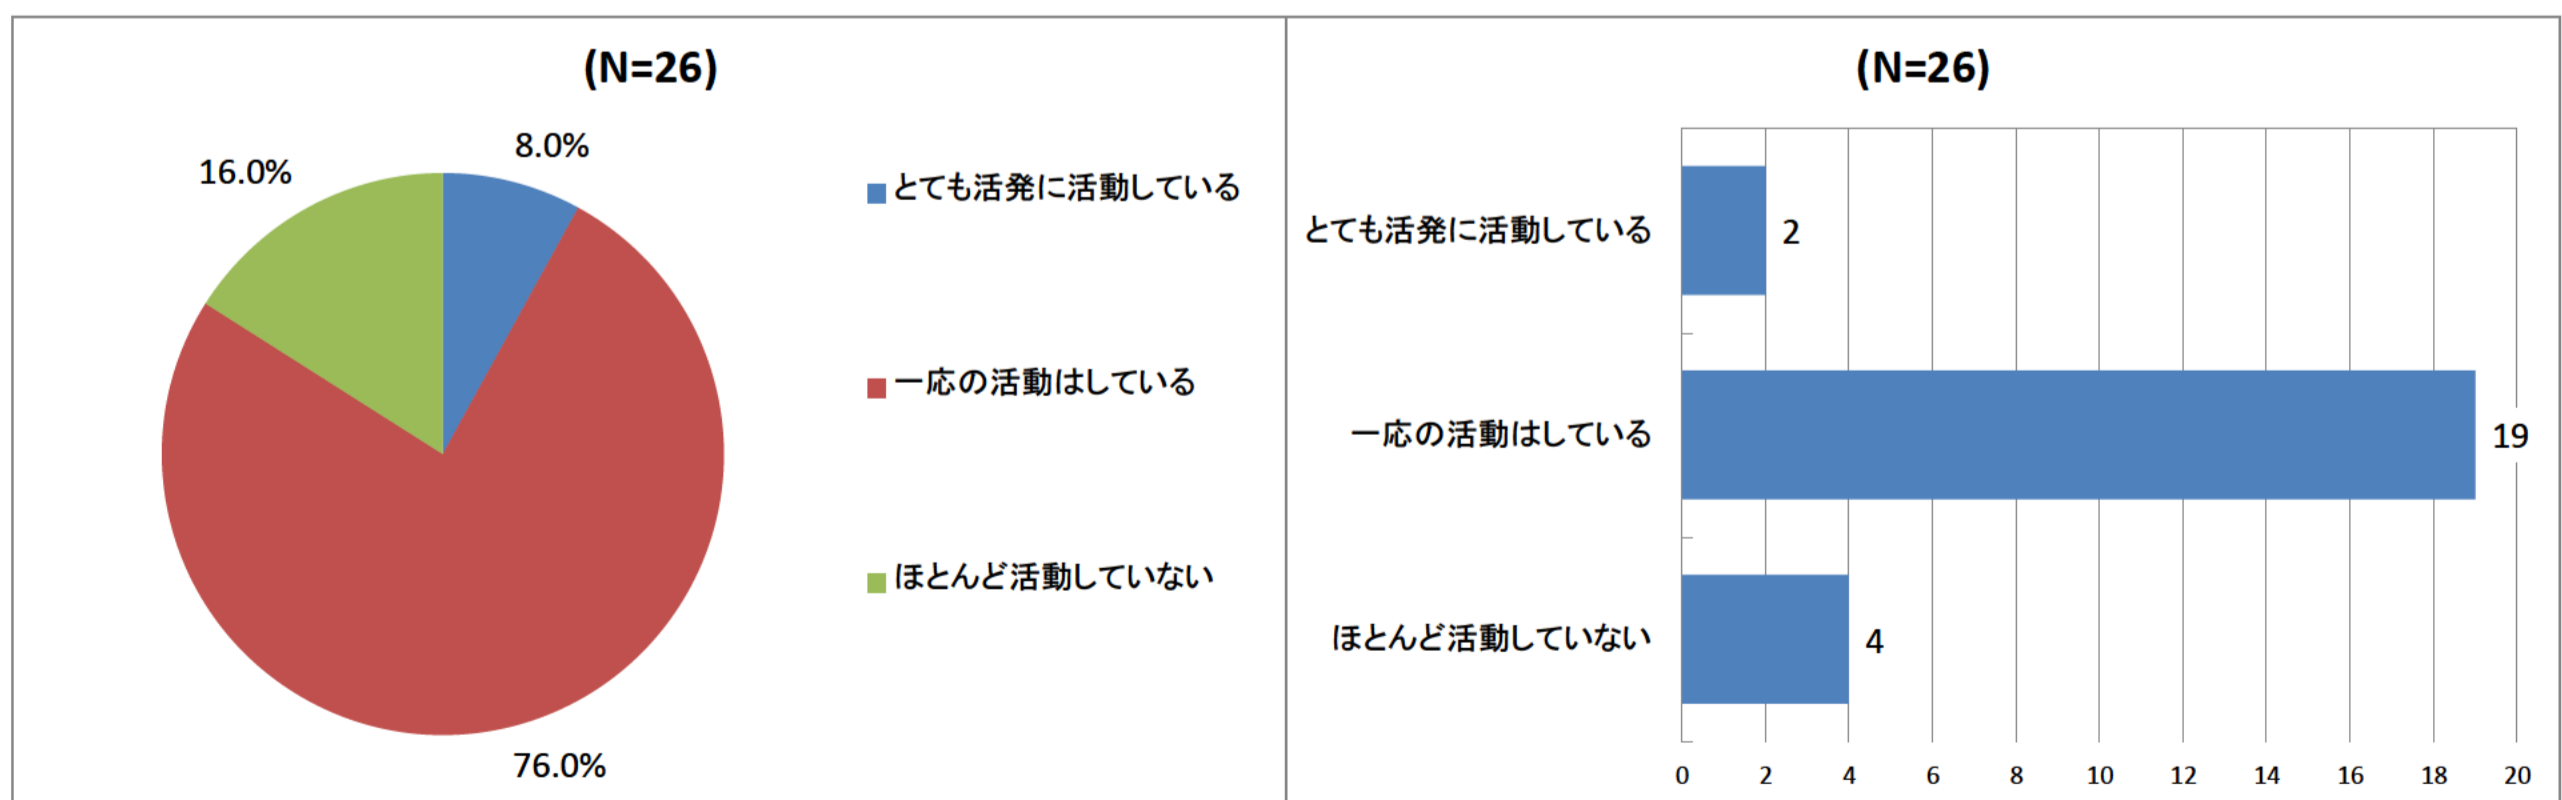 (N=26)
8.0%
16.0%
76.0%
とても活発に活動している
一応の活動はしている
ほとんど活動していない
(N=26)
とても活発に活動している
2
一応の活動はしている
19
ほとんど活動していない
4
0 2 4 6 8 10 12 14 16 18 20